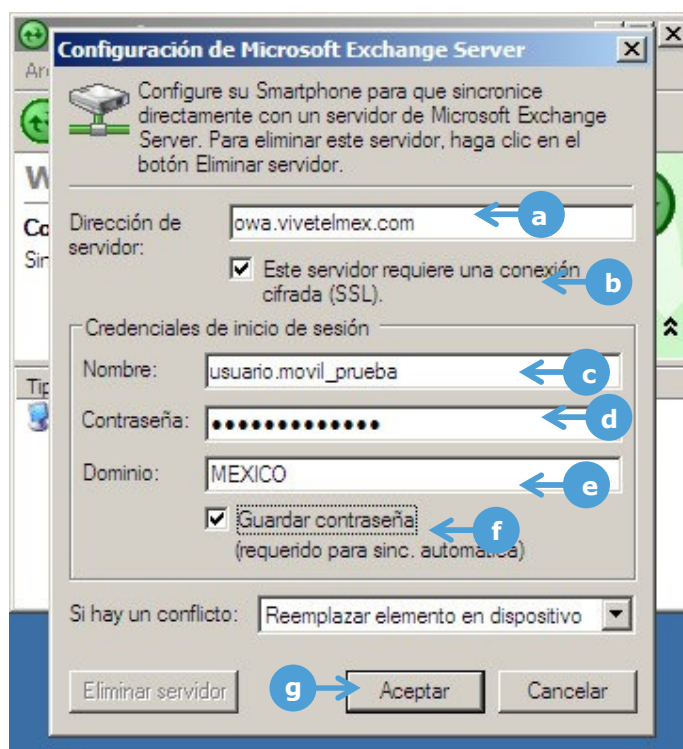 Configuración de Microsoft Exchange Server
Configure su Smartphone para que sincronice
directamente con un servidor de Microsoft Exchange
Server. Para eliminar este servidor, haga clic en el
botón Eliminar servidor.
Dirección de servidor:
owa.vivetelmex.com
a
Este servidor requiere una conexión
cifrada (SSL).
b
Credenciales de inicio de sesión
Nombre:
usuario.movil_prueba
c
Contraseña:
●●●●●●●●●●●●●
d
Dominio:
MEXICO
e
Guardar contraseña
(requerido para sinc. automática)
f
Si hay un conflicto:
Reemplazar elemento en dispositivo
Eliminar servidor
g
Aceptar
Cancelar